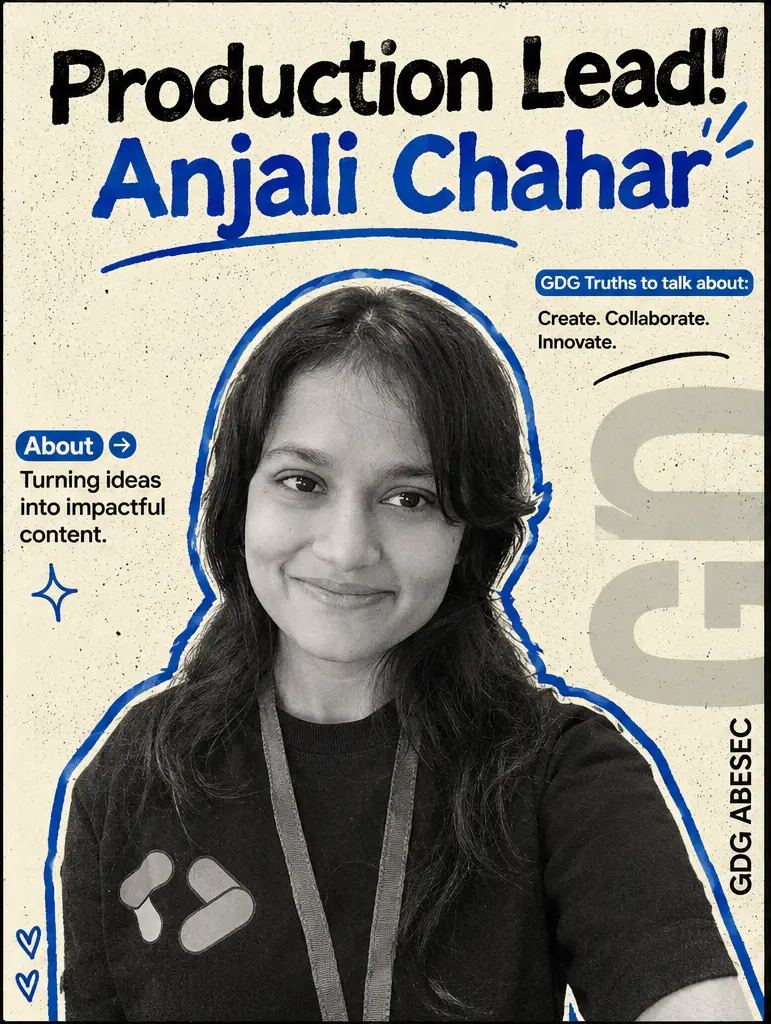 Production Lead!
Anjali Chahar
GDG Truths to talk about:
Create. Collaborate.
Innovate.
About
Turning ideas
into impactful
content.
GD
GDG ABESEC